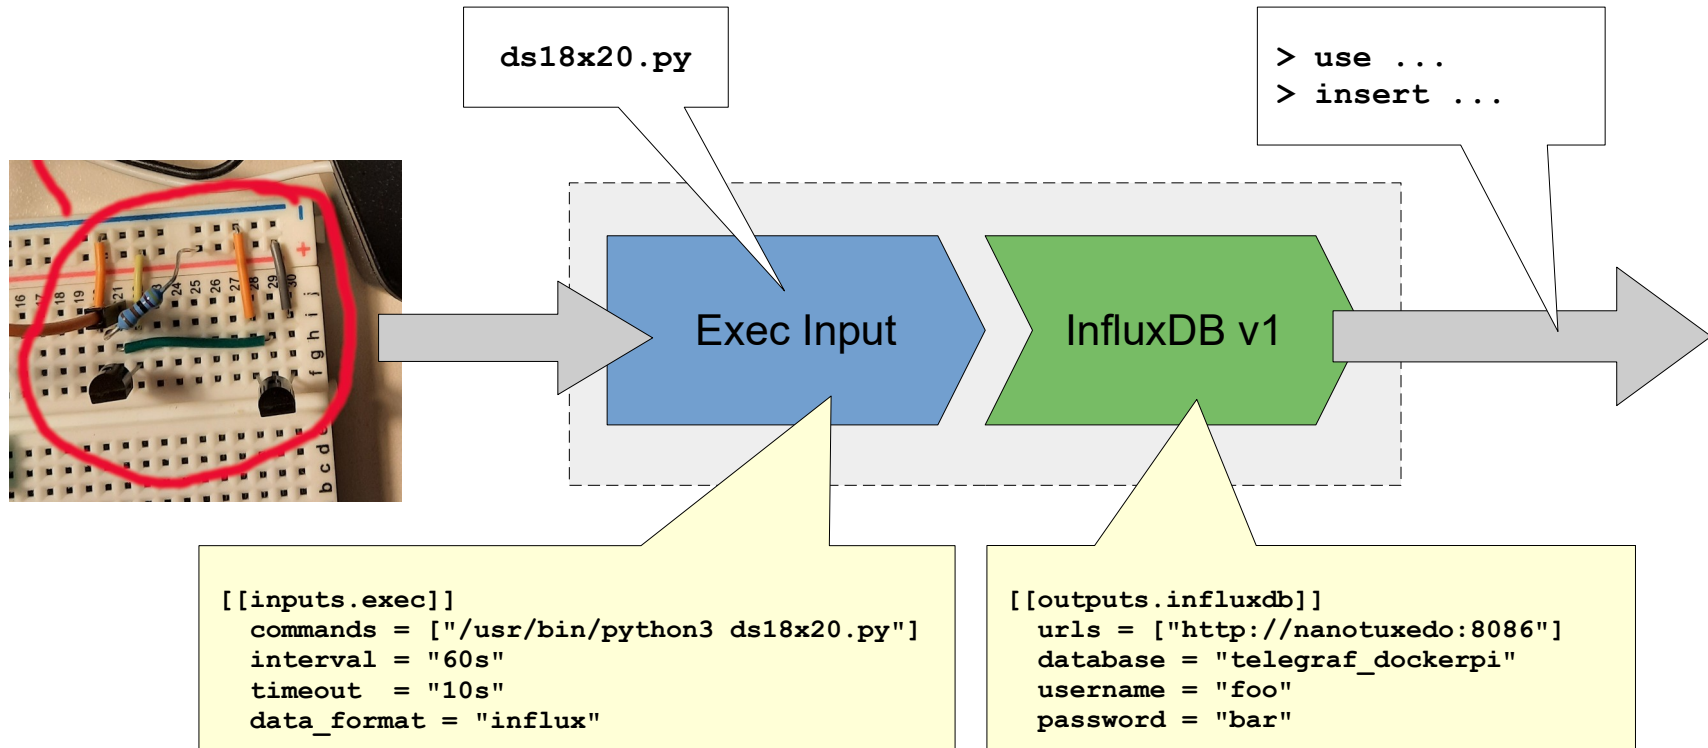 ds18x20.py
> use ...
> insert ...
-
+
16
18
19
21
24
25
26
27
28
29
30
j
i
h
g
f
d
c
b
Exec Input
InfluxDB v1
[[inputs.exec]]
commands = ["/usr/bin/python3 ds18x20.py"]
interval = "60s"
timeout  = "10s"
data_format = "influx"
[[outputs.influxdb]]
urls = ["http://nanotuxedo:8086"]
database = "telegraf_dockerpi"
username = "foo"
password = "bar"